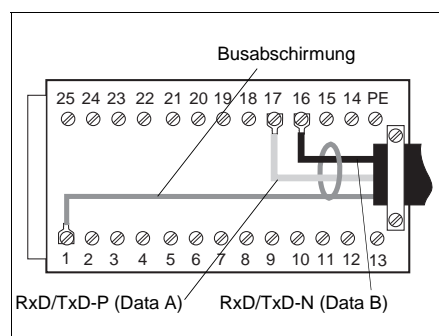 Busabschirmung
25 24 23 22 21 20 19 18 17 16 15 14 PE
1 2 3 4 5 6 7 8 9 10 11 12 13
RxD/TxD-P (Data A) RxD/TxD-N (Data B)